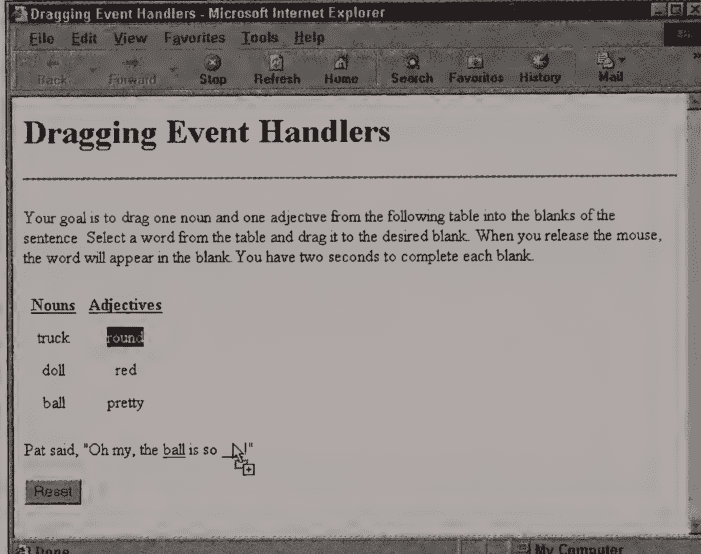 Dragging Event Handlers - Microsoft Internet Explorer
File Edit View Favorites Tools Help
Back Forward Stop Refresh Home Search Favorites History Mail
Dragging Event Handlers
Your goal is to drag one noun and one adjective from the following table into the blanks of the
sentence Select a word from the table and drag it to the desired blank. When you release the mouse,
the word will appear in the blank. You have two seconds to complete each blank.
Nouns Adjectives
truck round
doll red
ball pretty
Pat said, "Oh my, the ball is so __!"
Reset
Done My Computer